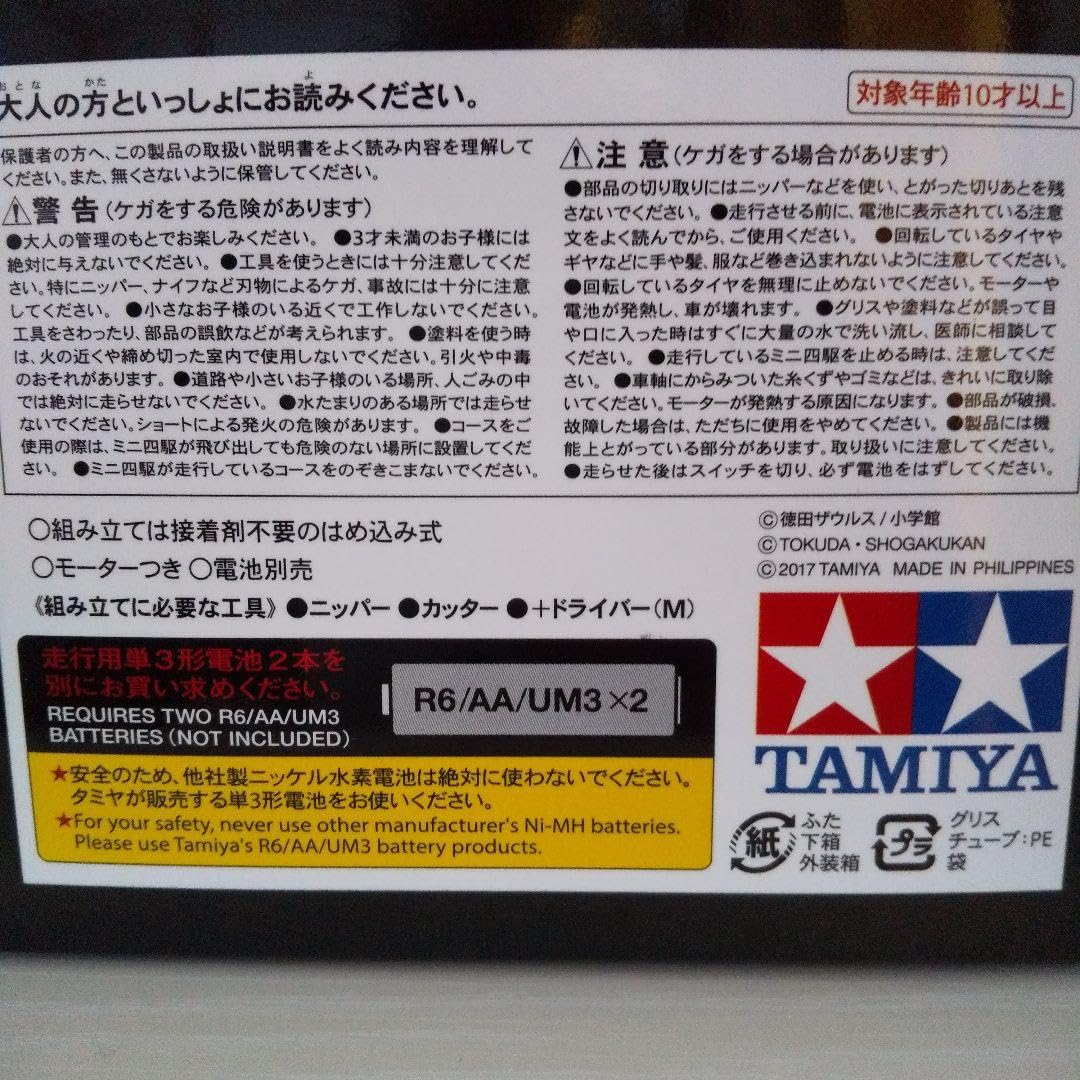 大人の方といっしょにお読みください。
対象年齢10才以上
保護者の方へ、この製品の取扱い説明書をよく読み内容を理解して
ください。また、無くさないように保管してください。
警告(ケガをする危険があります)
●大人の管理のもとでお楽しみください。 ●3才未満のお子様には
絶対に与えないでください。 ●工具を使うときには十分注意してくだ
さい。特にニッパー、ナイフなど刃物によるケガ、事故には十分に注意
してください。 ●小さなお子様のいる近くで工作しないでください。
工具をさわったり、部品の誤飲などが考えられます。 ●塗料を使う時
は、火の近くや締め切った室内で使用しないでください。引火や中毒
のおそれがあります。 ●道路や小さいお子様のいる場所、人ごみの中
では絶対に走らせないでください。 ●水たまりのある場所では走らせ
ないでください。ショートによる発火の危険があります。 ●コースをご
使用の際は、ミニ四駆が飛び出しても危険のない場所に設置してくだ
さい。 ●ミニ四駆が走行しているコースをのぞきこまないでください。
注意(ケガをする場合があります)
●部品の切り取りにはニッパーなどを使い、とがった切りあとを残
さないでください。 ●走行させる前に、電池に表示されている注意
文をよく読んでから、ご使用ください。 ●回転しているタイヤや
ギヤなどに手や髪、服など巻き込まれないように注意してください。
●回転しているタイヤを無理に止めないでください。モーターや
電池が発熱し、車が壊れます。 ●グリスや塗料などが誤って目
や口に入った時はすぐに大量の水で洗い流し、医師に相談して
ください。 ●走行しているミニ四駆を止める時は、注意してくだ
さい。 ●車軸にからみついた糸くずやゴミなどは、きれいに取り除
いてください。モーターが発熱する原因になります。 ●部品が破損、
故障した場合は、ただちに使用をやめてください。 ●製品には機
能上とがっている部分があります。取り扱いに注意してください。
●走らせた後はスイッチを切り、必ず電池をはずしてください。
○組み立ては接着剤不要のはめ込み式
○モーターつき ○電池別売
《組み立てに必要な工具》●ニッパー ●カッター ●+ドライバー(M)
©徳田ザウルス/小学館
©TOKUDA・SHOGAKUKAN
©2017 TAMIYA MADE IN PHILIPPINES
走行用単3形電池2本を
別にお買い求めください。
REQUIRES TWO R6/AA/UM3
BATTERIES (NOT INCLUDED)
R6/AA/UM3×2
★安全のため、他社製ニッケル水素電池は絶対に使わないでください。
タミヤが販売する単3形電池をお使いください。
★For your safety, never use other manufacturer's Ni-MH batteries.
Please use Tamiya's R6/AA/UM3 battery products.
TAMIYA
紙
ふた
下箱
外装箱
プラ
グリス
チューブ:PE
袋